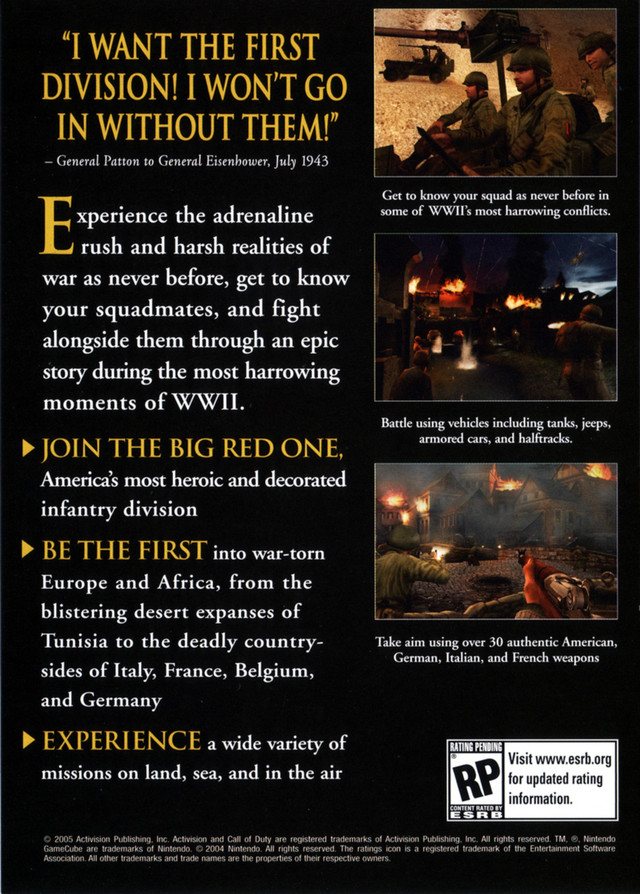 “I WANT THE FIRST
DIVISION! I WON’T GO
IN WITHOUT THEM!”
– General Patton to General Eisenhower, July 1943
Experience the adrenaline
rush and harsh realities of
war as never before, get to know
your squadmates, and fight
alongside them through an epic
story during the most harrowing
moments of WWII.
JOIN THE BIG RED ONE,
America’s most heroic and decorated
infantry division
BE THE FIRST into war-torn
Europe and Africa, from the
blistering desert expanses of
Tunisia to the deadly country-
sides of Italy, France, Belgium,
and Germany
EXPERIENCE a wide variety of
missions on land, sea, and in the air
Get to know your squad as never before in
some of WWII’s most harrowing conflicts.
Battle using vehicles including tanks, jeeps,
armored cars, and halftracks.
Take aim using over 30 authentic American,
German, Italian, and French weapons
RATING PENDING
RP
®
CONTENT RATED BY
ESRB
Visit www.esrb.org
for updated rating
information.
© 2005 Activision Publishing, Inc. Activision and Call of Duty are registered trademarks of Activision Publishing, Inc. All rights reserved. TM, ®, Nintendo
GameCube are trademarks of Nintendo. © 2004 Nintendo. All rights reserved. The ratings icon is a registered trademark of the Entertainment Software
Association. All other trademarks and trade names are the properties of their respective owners.